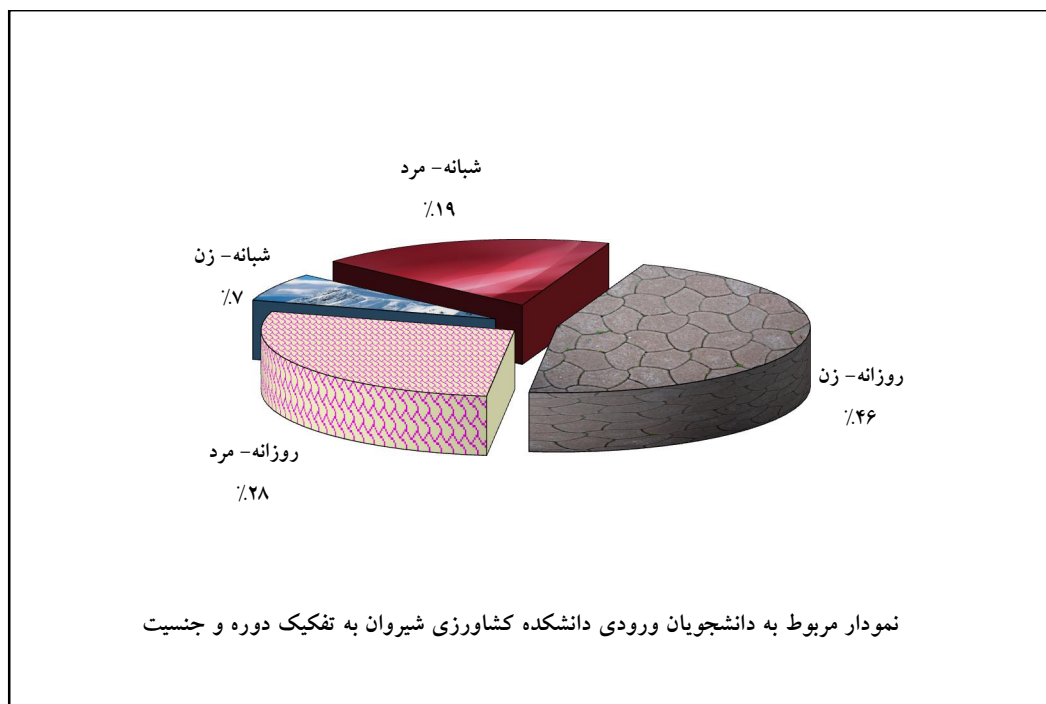 شبانه- مرد
٪۱۹
شبانه- زن
٪۷
روزانه- زن
٪۴۶
روزانه- مرد
٪۲۸
نمودار مربوط به دانشجویان ورودی دانشکده کشاورزی شیروان به تفکیک دوره و جنسیت